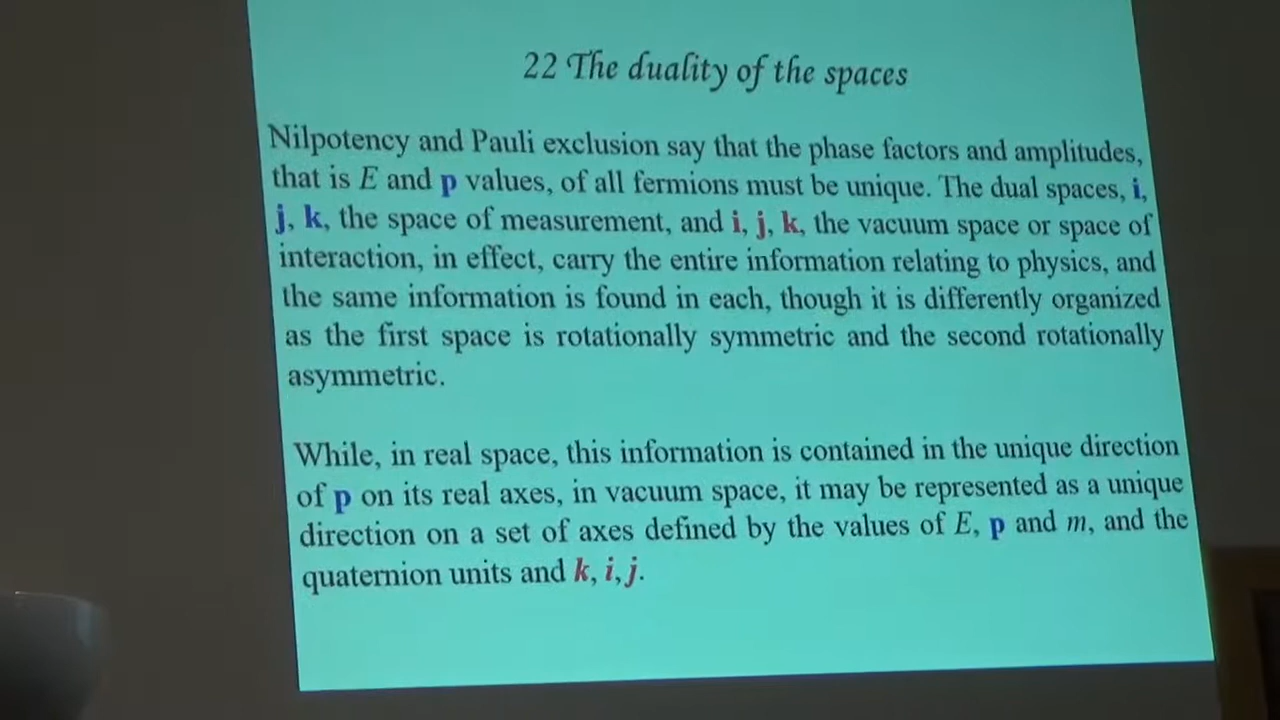 22 The duality of the spaces
Nilpotency and Pauli exclusion say that the phase factors and amplitudes,
that is E and p values, of all fermions must be unique. The dual spaces, i,
j, k, the space of measurement, and i, j, k, the vacuum space or space of
interaction, in effect, carry the entire information relating to physics, and
the same information is found in each, though it is differently organized
as the first space is rotationally symmetric and the second rotationally
asymmetric.
While, in real space, this information is contained in the unique direction
of p on its real axes, in vacuum space, it may be represented as a unique
direction on a set of axes defined by the values of E, p and m, and the
quaternion units and k, i, j.